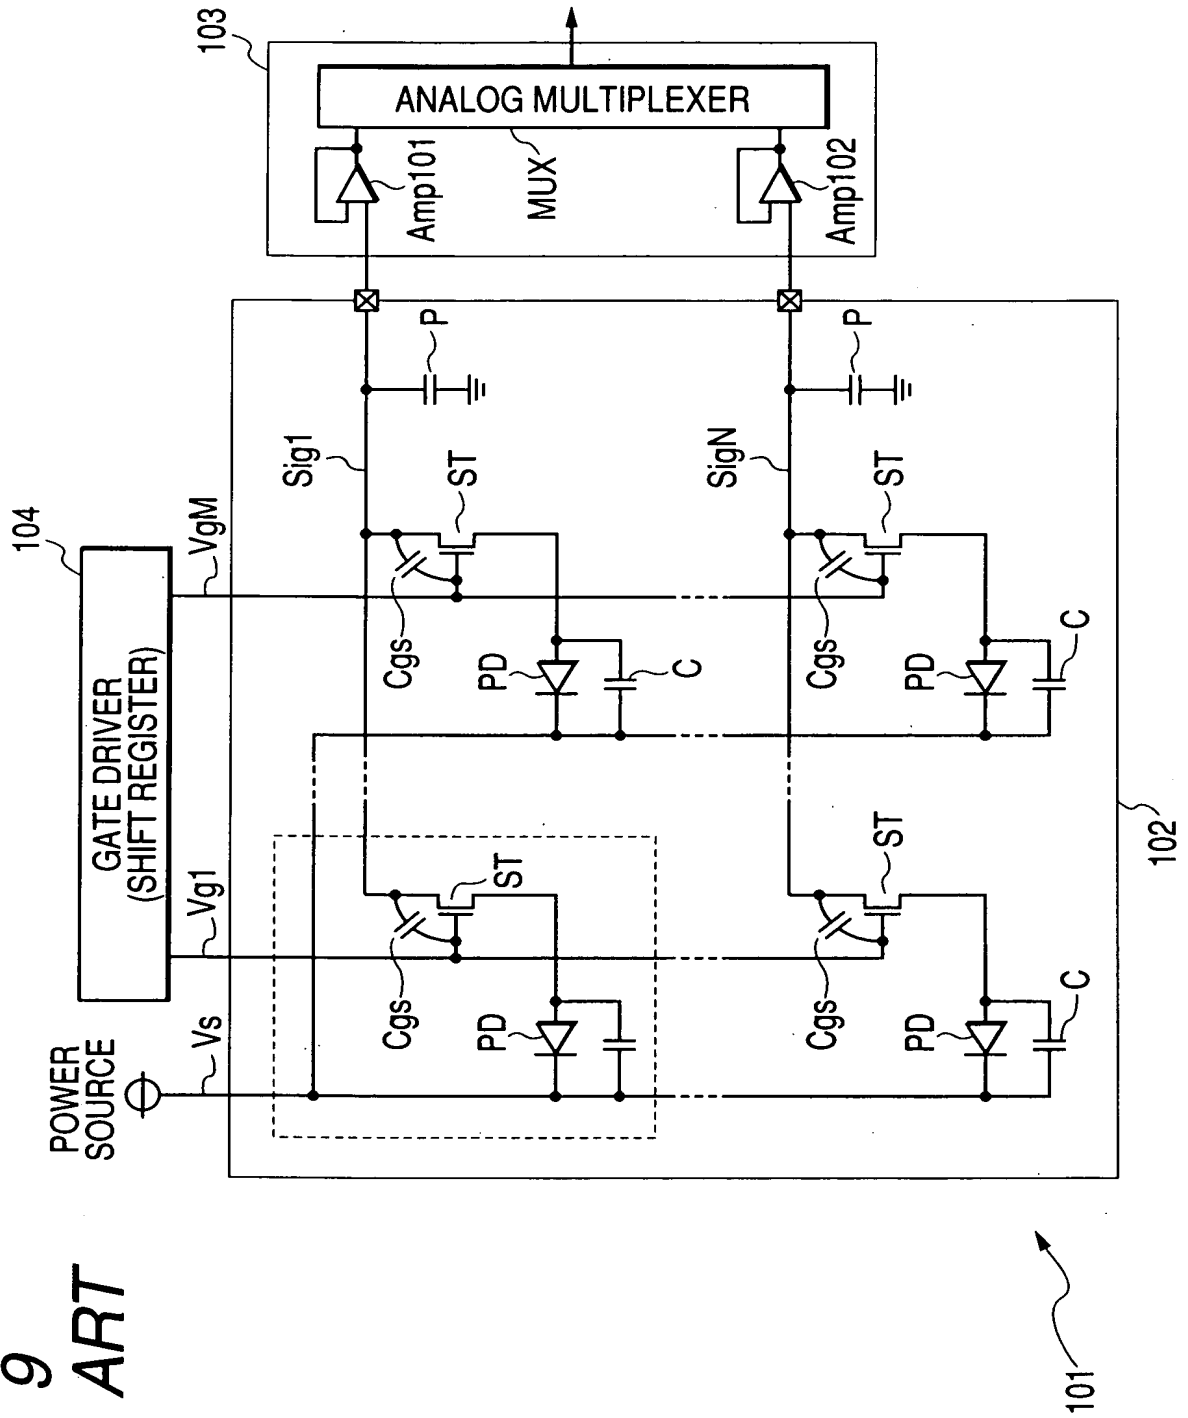 9
ART
POWER
SOURCE
Vs
GATE DRIVER
(SHIFT REGISTER)
104
Vg1
VgM
103
ANALOG MULTIPLEXER
MUX
Amp101
Amp102
Sig1
P
ST
Cgs
PD
C
ST
Cgs
PD
SigN
P
ST
Cgs
PD
C
ST
Cgs
PD
C
102
101